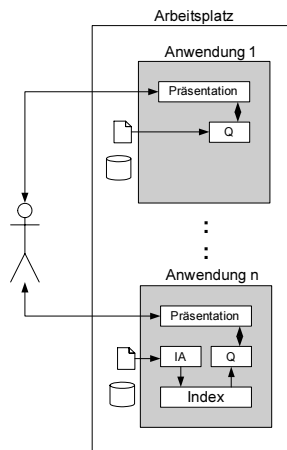 Arbeitsplatz
Anwendung 1
Präsentation
Q
Anwendung n
Präsentation
IA
Q
Index